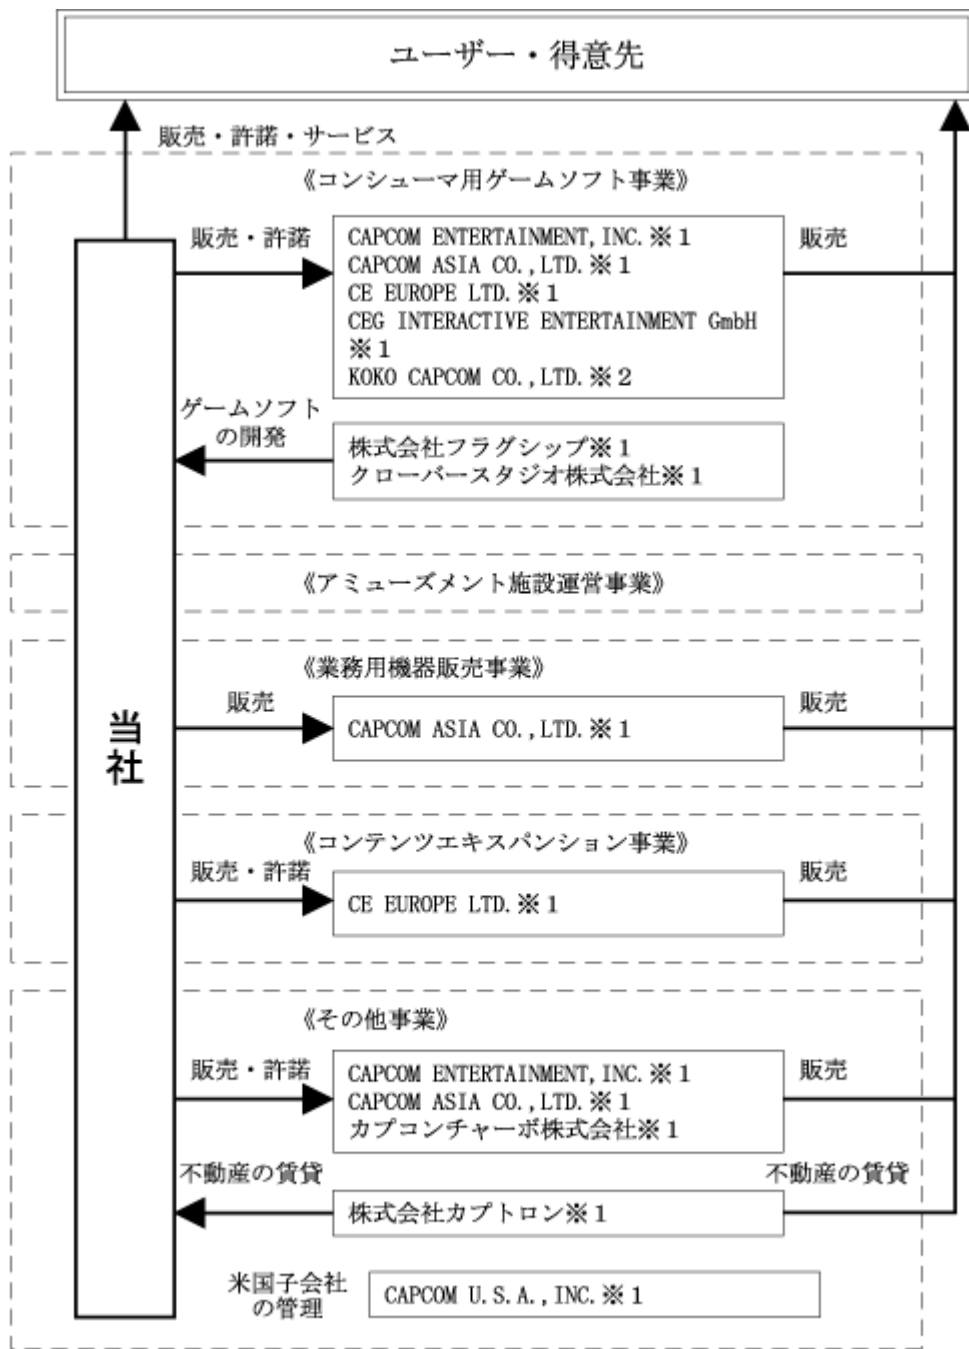 ユーザー・得意先
販売・許諾・サービス
《コンシューマ用ゲームソフト事業》
販売・許諾
CAPCOM ENTERTAINMENT, INC.※1
CAPCOM ASIA CO.,LTD.※1
CE EUROPE LTD.※1
CEG INTERACTIVE ENTERTAINMENT GmbH
※1
KOKO CAPCOM CO.,LTD.※2
販売
ゲームソフト
の開発
株式会社フラグシップ※1
クローバースタジオ株式会社※1
《アミューズメント施設運営事業》
《業務用機器販売事業》
販売
CAPCOM ASIA CO.,LTD.※1
販売
当
社
《コンテンツエキスパンション事業》
販売・許諾
CE EUROPE LTD.※1
販売
《その他事業》
販売・許諾
CAPCOM ENTERTAINMENT, INC.※1
CAPCOM ASIA CO.,LTD.※1
カプコンチャーボ株式会社※1
販売
不動産の賃貸
株式会社カプトロン※1
不動産の賃貸
米国子会社
の管理
CAPCOM U.S.A.,INC.※1